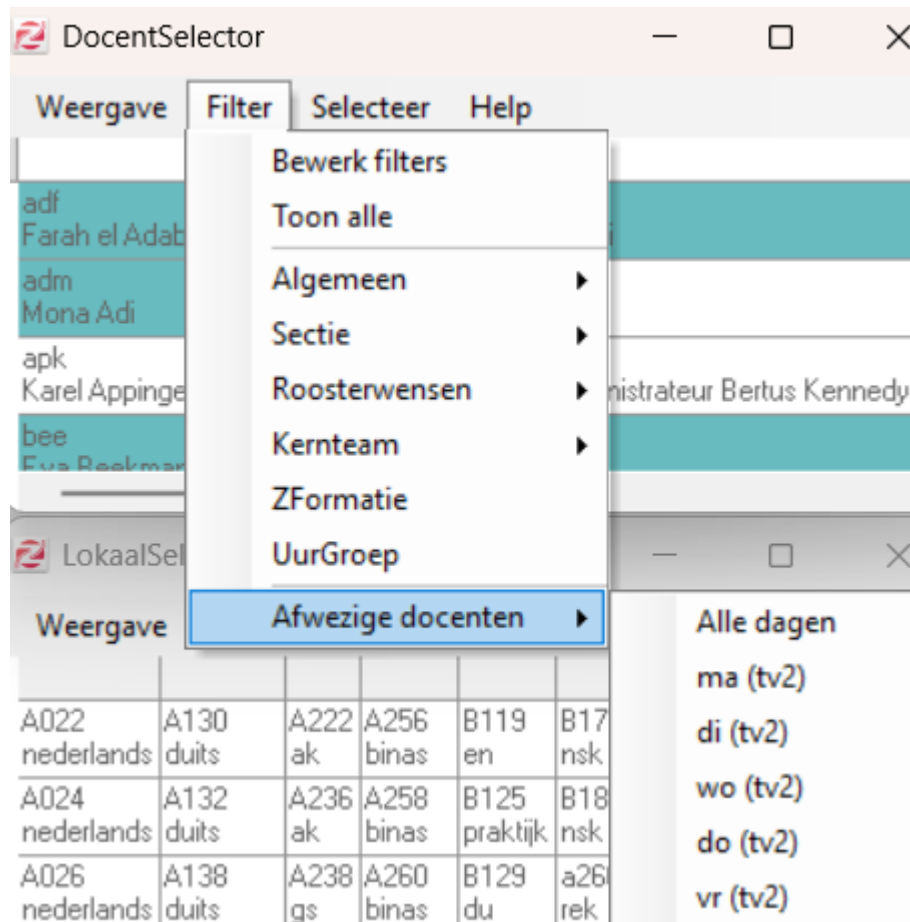 DocentSelector
Weergave Filter Selecteer Help
Bewerk filters
Toon alle
Algemeen
Sectie
Roosterwensen
Kernteam
ZFormatie
UurGroep
Afwezige docenten
Alle dagen
ma (tv2)
di (tv2)
wo (tv2)
do (tv2)
vr (tv2)
adf
Farah el Adab
adm
Mona Adi
apk
Karel Appinge
nistrateur Bertus Kennedy
bee
Eva Beekman
LokaalSel
Weergave
A022 A130 A222 A256 B119 B17
nederlands duits ak binas en nsk
A024 A132 A236 A258 B125 B18
nederlands duits ak binas praktijk nsk
A026 A138 A238 A260 B129 a26
nederlands duits gs binas du rek